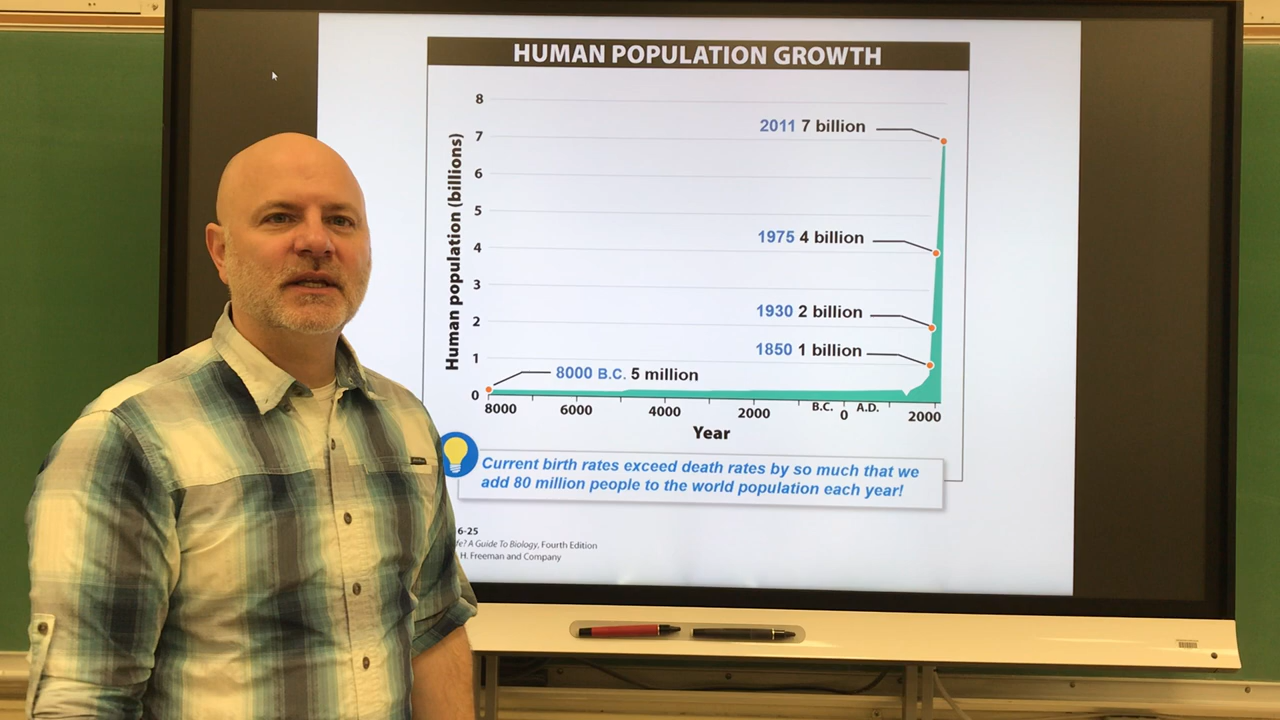 HUMAN POPULATION GROWTH
Human population (billions)
8
7
6
5
4
3
2
1
0
2011 7 billion
1975 4 billion
1930 2 billion
1850 1 billion
8000 B.C. 5 million
8000 6000 4000 2000 B.C. 0 A.D. 2000
Year
Current birth rates exceed death rates by so much that we
add 80 million people to the world population each year!
6-25
fe? A Guide To Biology, Fourth Edition
H. Freeman and Company